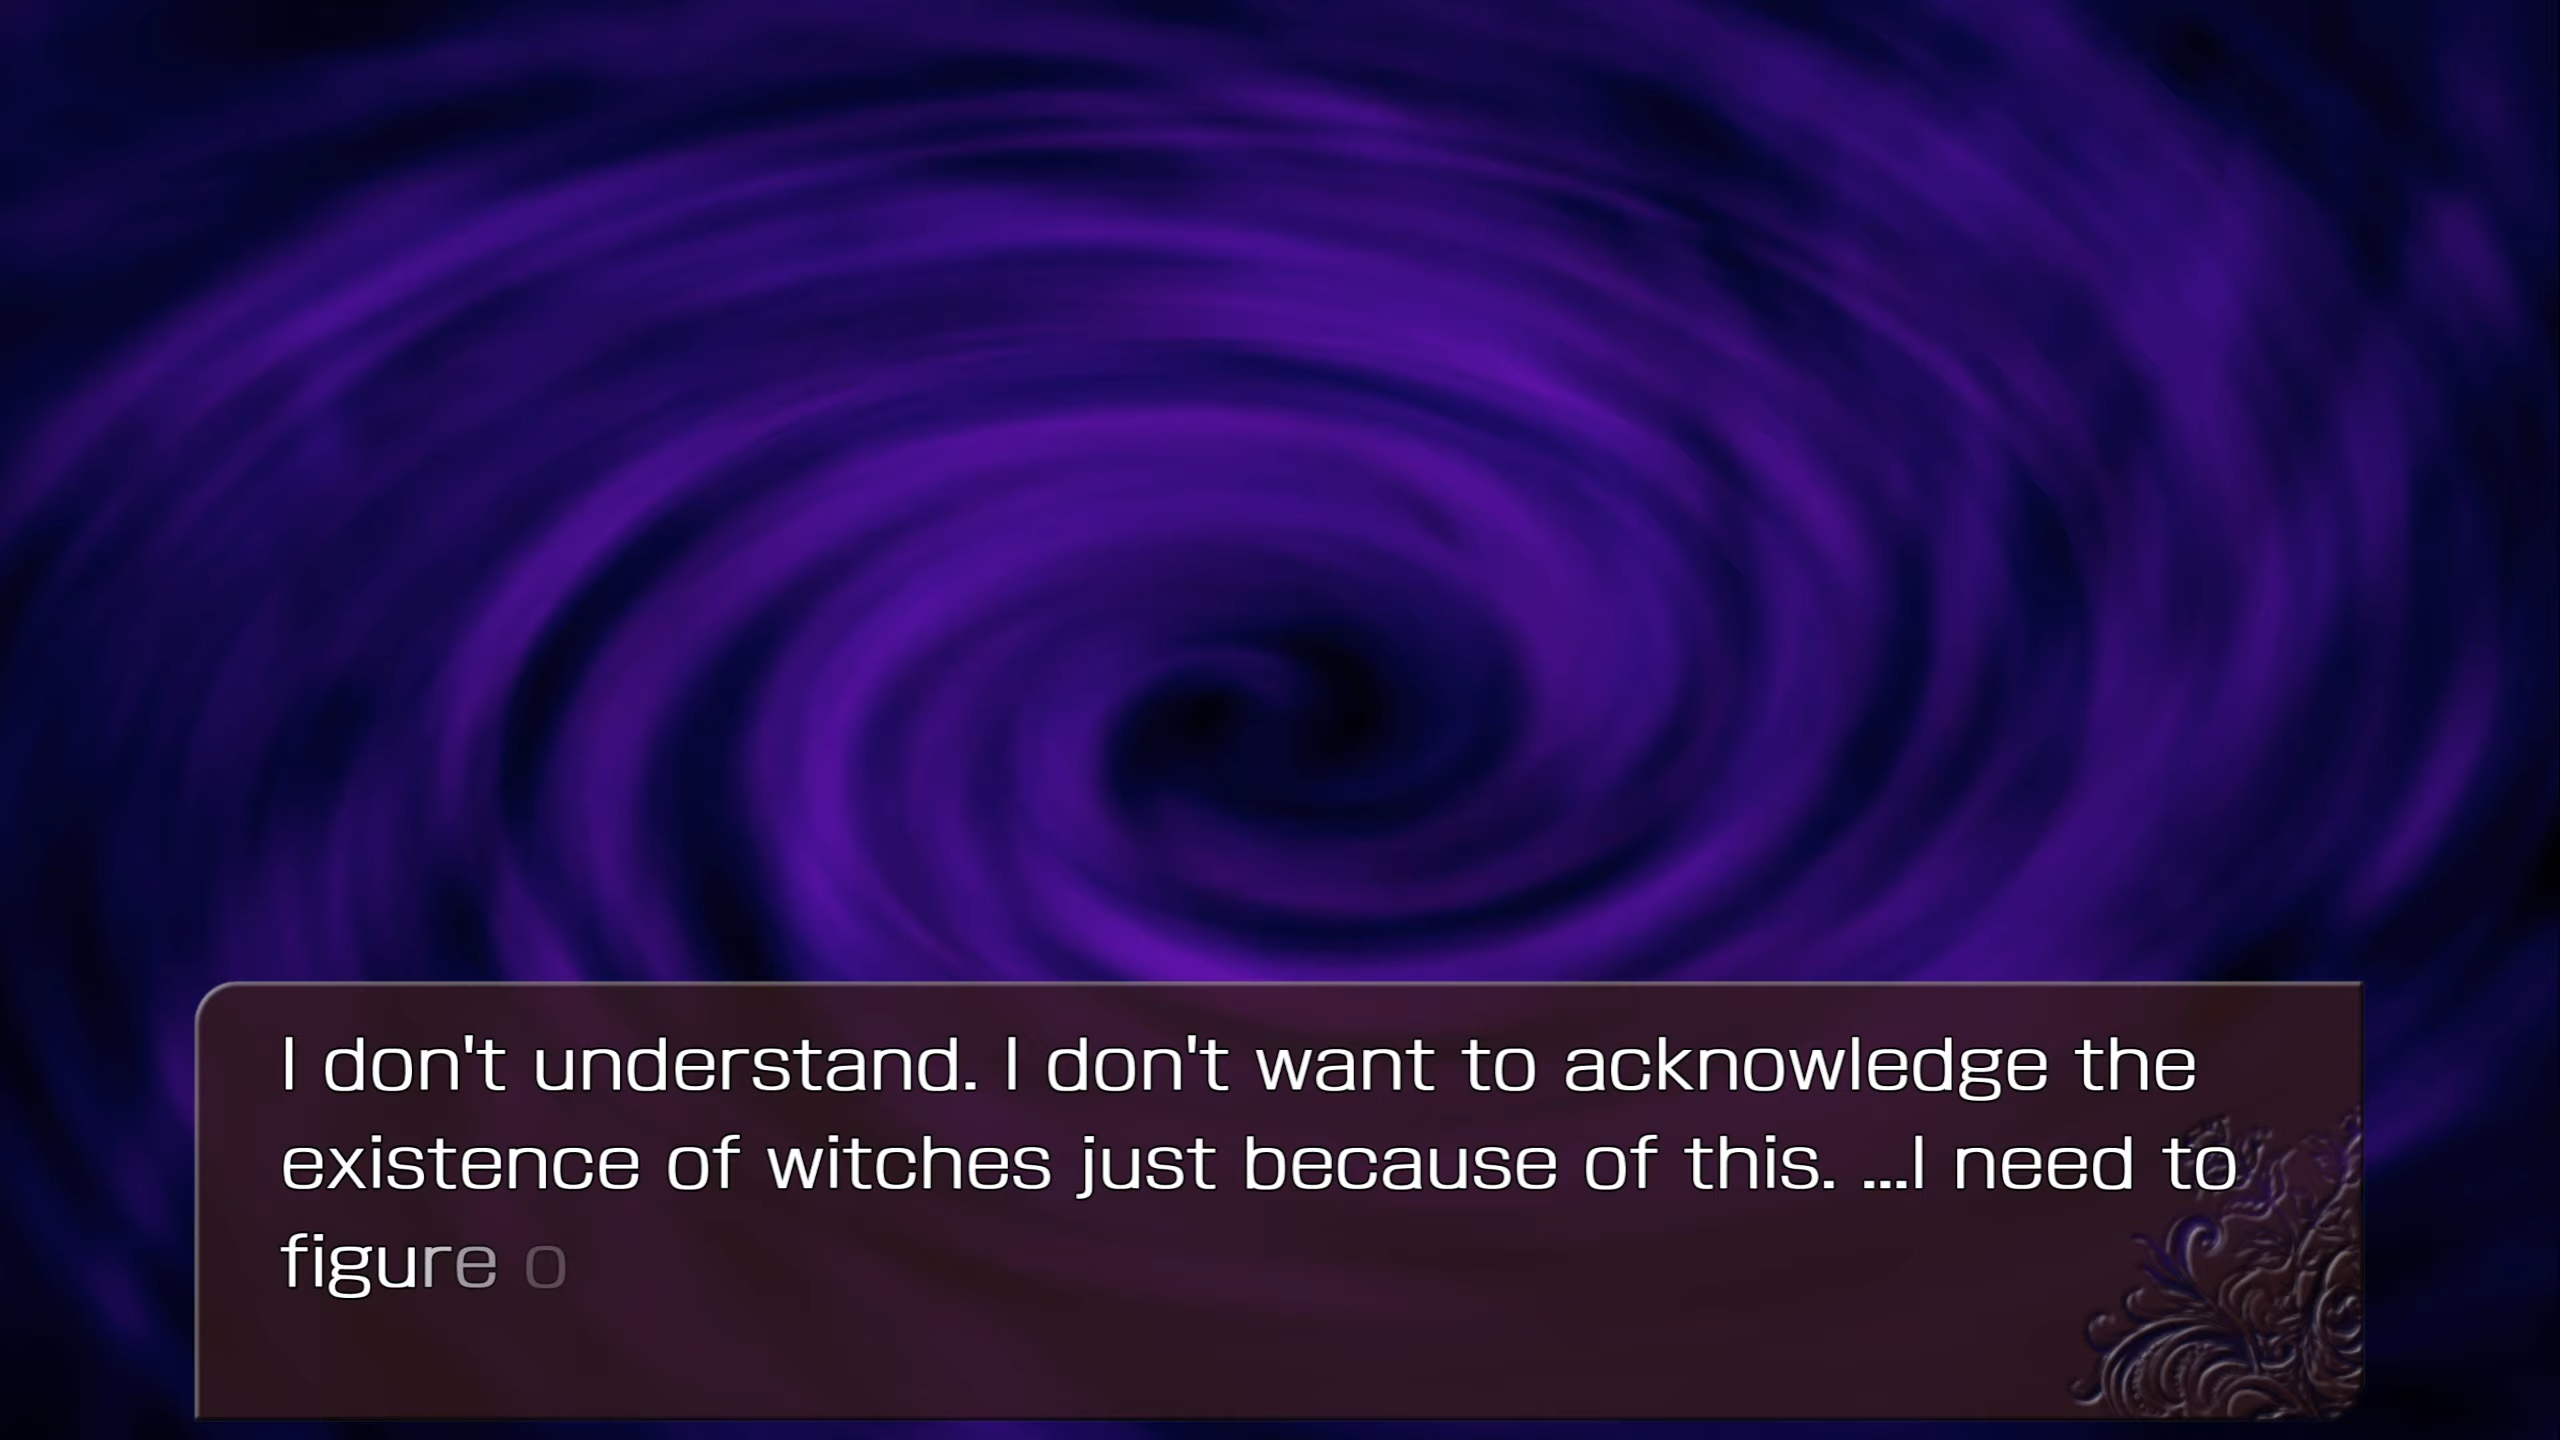 I don't understand. I don't want to acknowledge the
existence of witches just because of this. ...I need to
figure o